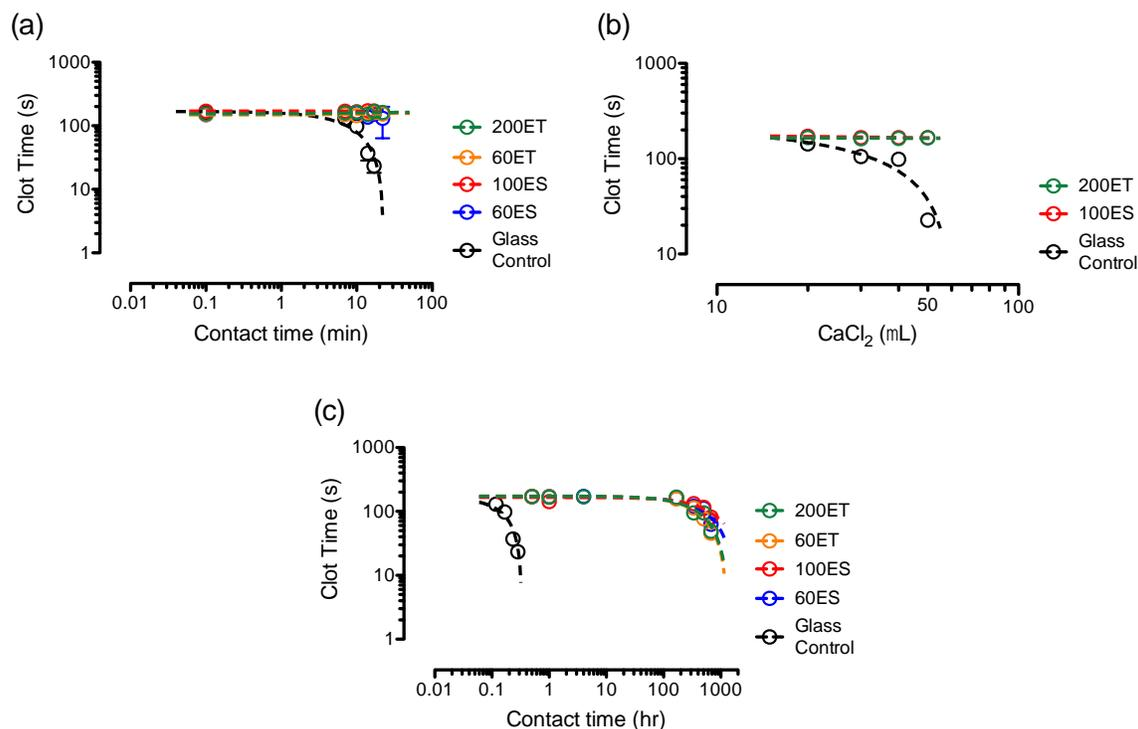 (a)
1000
100
10
1
Clot Time (s)
0.01 0.1 1 10 100
Contact time (min)
200ET
60ET
100ES
60ES
Glass
Control
(b)
1000
100
10
Clot Time (s)
10 50 100
CaCl2 (mL)
200ET
100ES
Glass
Control
(c)
1000
100
10
1
Clot Time (s)
0.01 0.1 1 10 100 1000
Contact time (hr)
200ET
60ET
100ES
60ES
Glass
Control